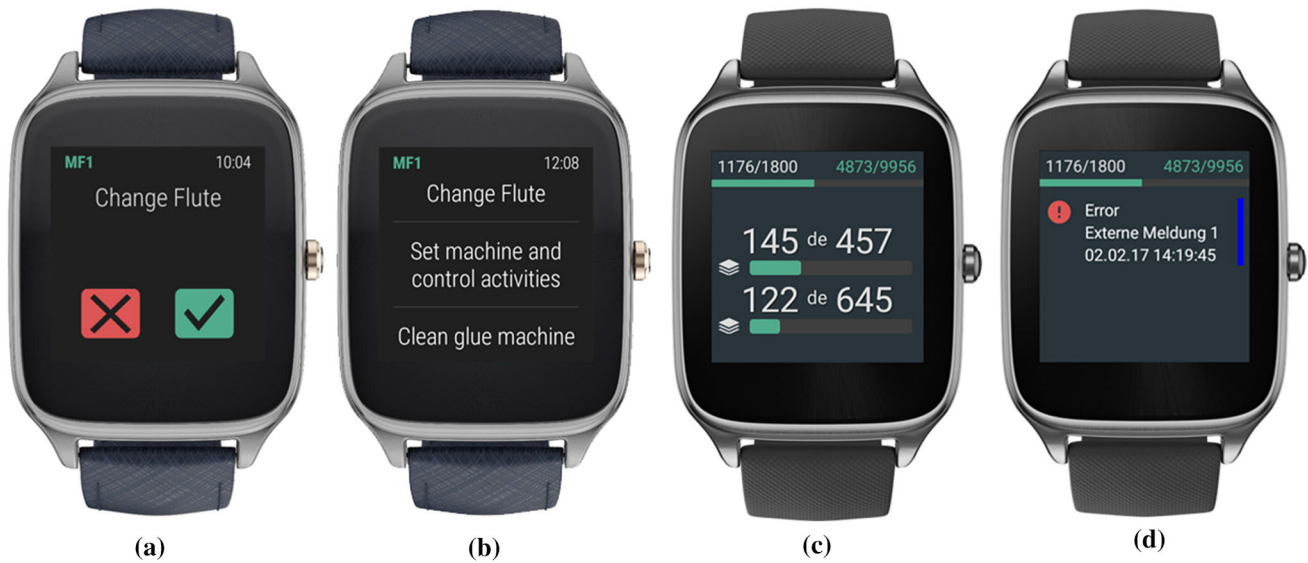 MF1 10:04
Change Flute
(a)
MF1 12:08
Change Flute
Set machine and
control activities
Clean glue machine
(b)
1176/1800 4873/9956
145 de 457
122 de 645
(c)
1176/1800 4873/9956
! Error
Externe Meldung 1
02.02.17 14:19:45
(d)